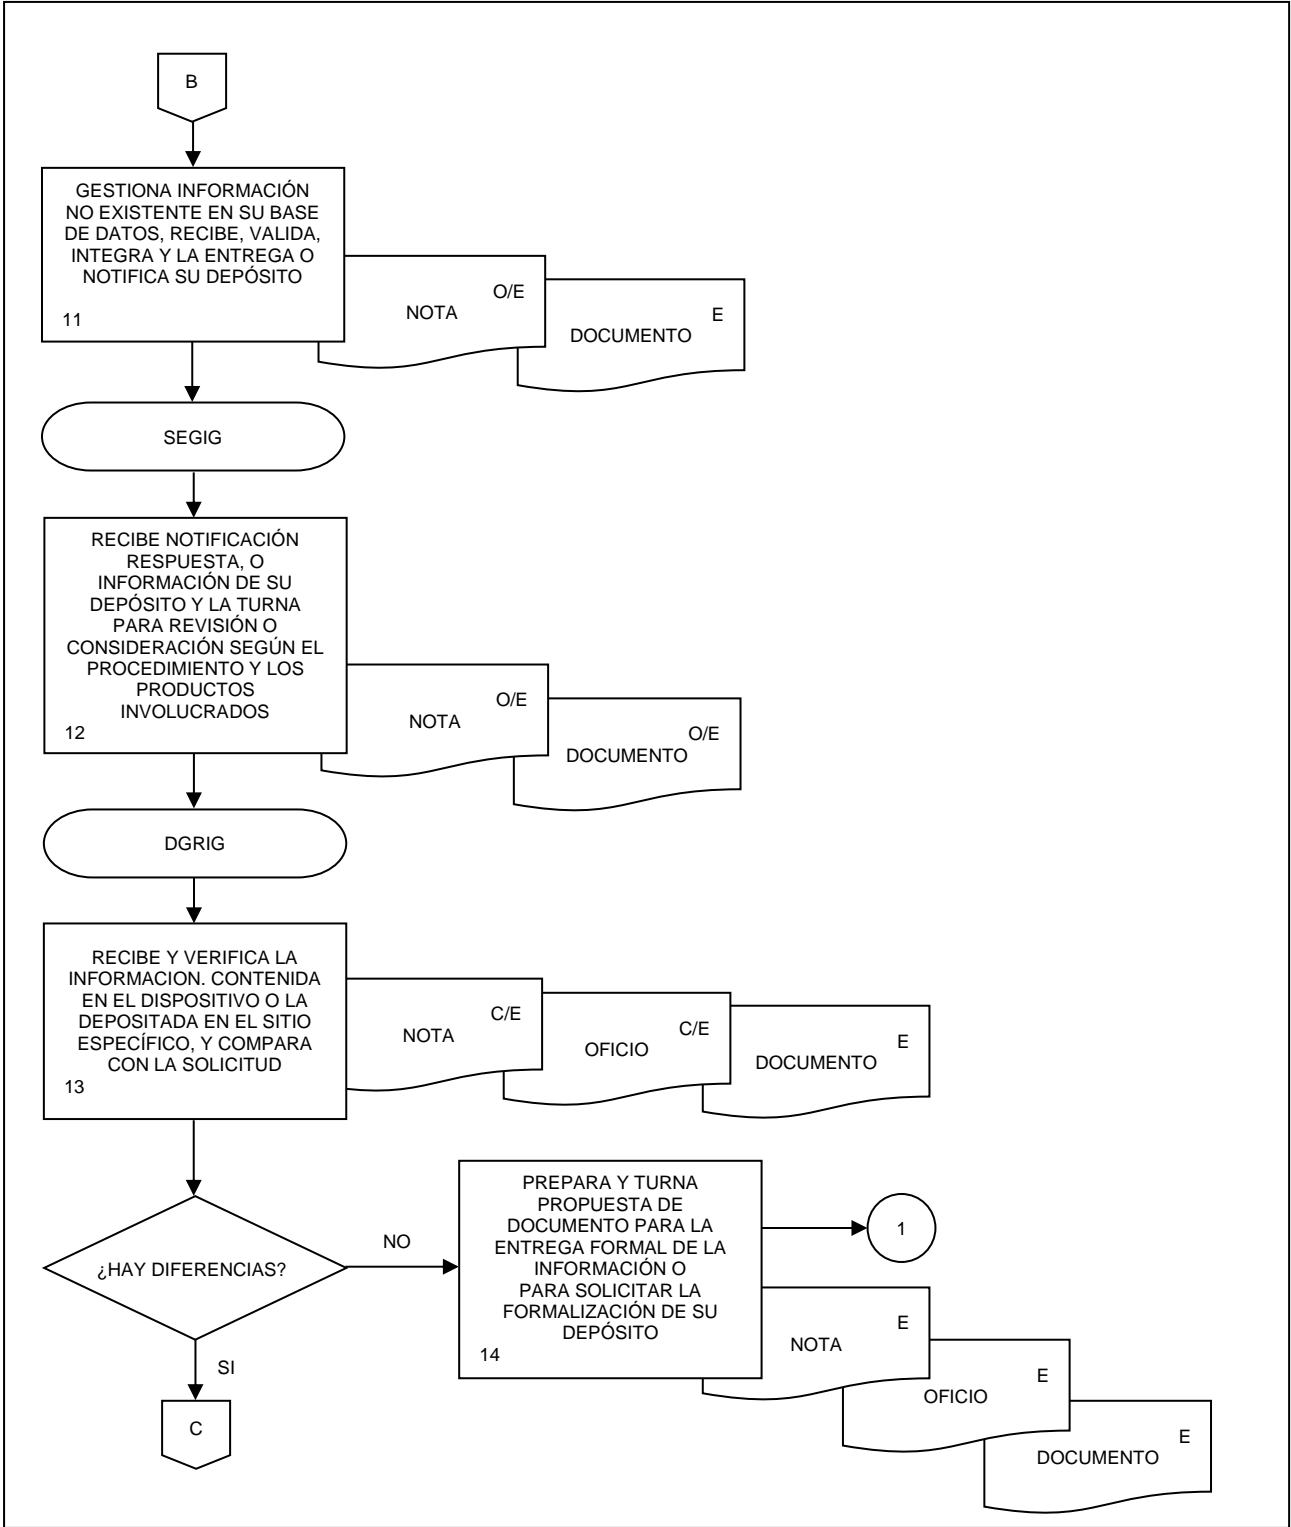 B
GESTIONA INFORMACIÓN
NO EXISTENTE EN SU BASE
DE DATOS, RECIBE, VALIDA,
INTEGRA Y LA ENTREGA O
NOTIFICA SU DEPÓSITO
11
O/E
NOTA
E
DOCUMENTO
SEGIG
RECIBE NOTIFICACIÓN
RESPUESTA, O
INFORMACIÓN DE SU
DEPÓSITO Y LA TURNA
PARA REVISIÓN O
CONSIDERACIÓN SEGÚN EL
PROCEDIMIENTO Y LOS
PRODUCTOS
INVOLUCRADOS
12
O/E
NOTA
O/E
DOCUMENTO
DGRIG
RECIBE Y VERIFICA LA
INFORMACION. CONTENIDA
EN EL DISPOSITIVO O LA
DEPOSITADA EN EL SITIO
ESPECÍFICO, Y COMPARA
CON LA SOLICITUD
13
C/E
NOTA
C/E
OFICIO
E
DOCUMENTO
¿HAY DIFERENCIAS?
NO
PREPARA Y TURNA
PROPUESTA DE
DOCUMENTO PARA LA
ENTREGA FORMAL DE LA
INFORMACIÓN O
PARA SOLICITAR LA
FORMALIZACIÓN DE SU
DEPÓSITO
14
1
E
NOTA
E
OFICIO
E
DOCUMENTO
SI
C